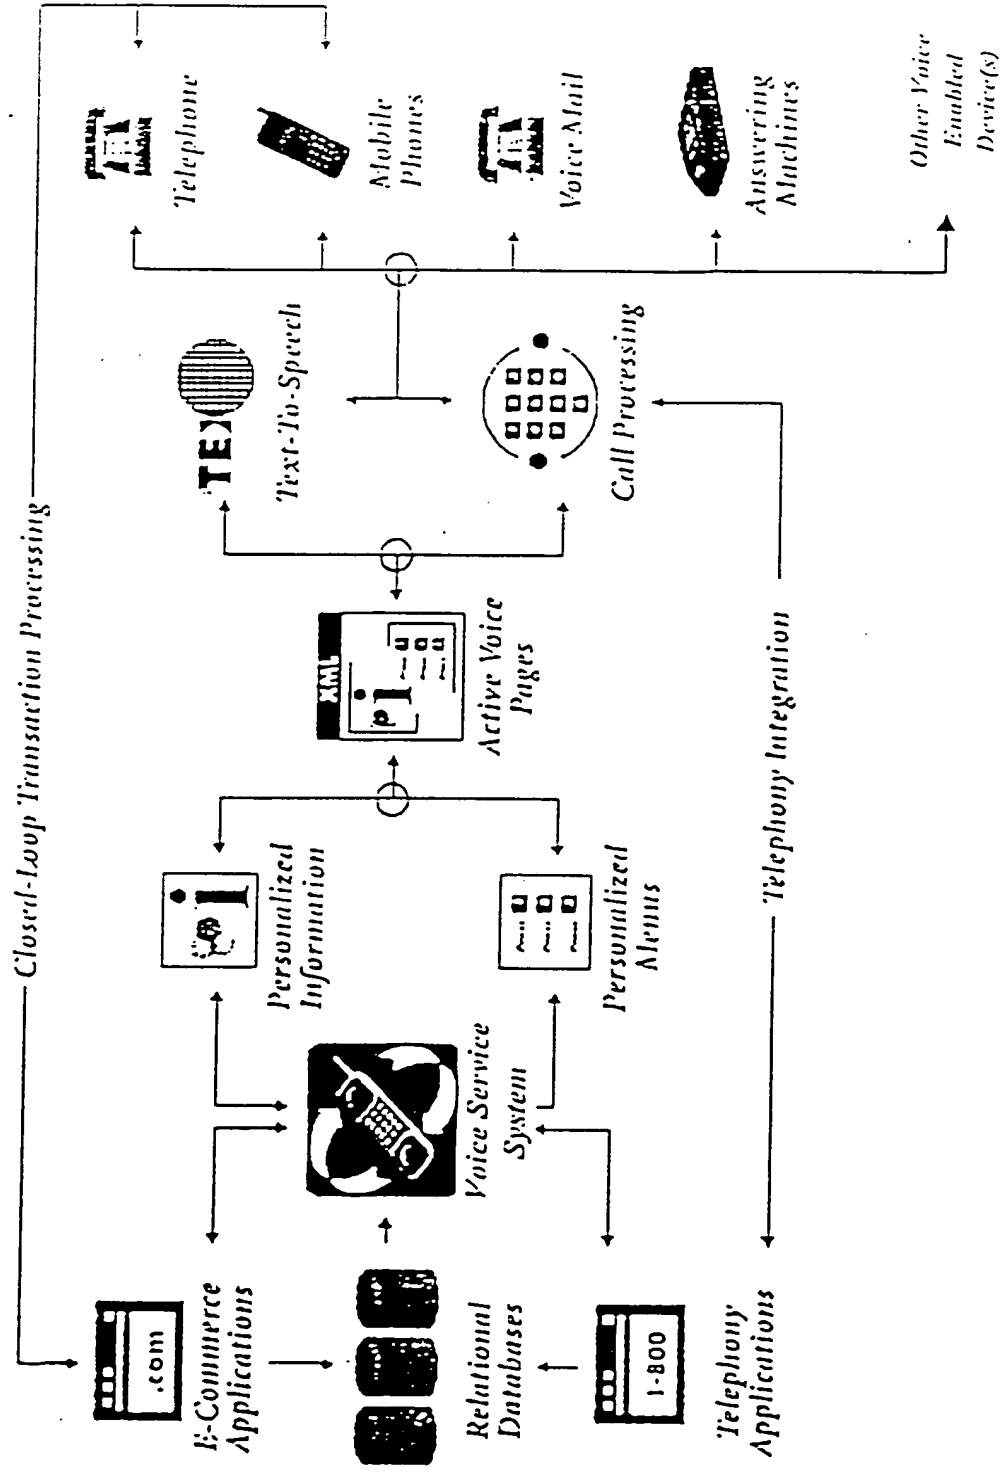 Closed-Loop Transaction Processing
.com
E-Commerce
Applications
Relational
Databases
1-800
Telephony
Applications
Voice Service
System
Personalized
Information
Personalized
Menus
XML
Active Voice
Pages
TEX
Text-To-Speech
Call Processing
Telephone
Mobile
Phones
Voice Mail
Answering
Machines
Other Voice
Enabled
Device(s)
Telephony Integration